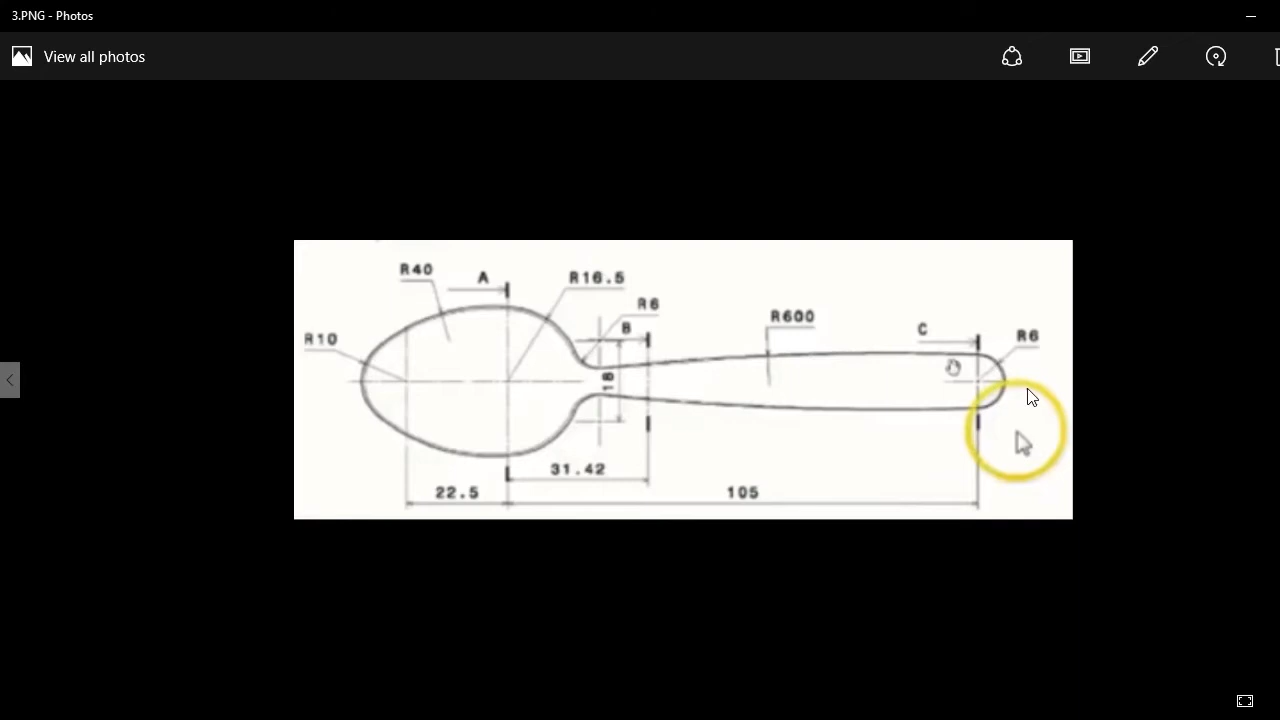 3.PNG - Photos
View all photos
R40
A
R16.5
R6
B
R600
C
R6
R10
18
31.42
22.5
105